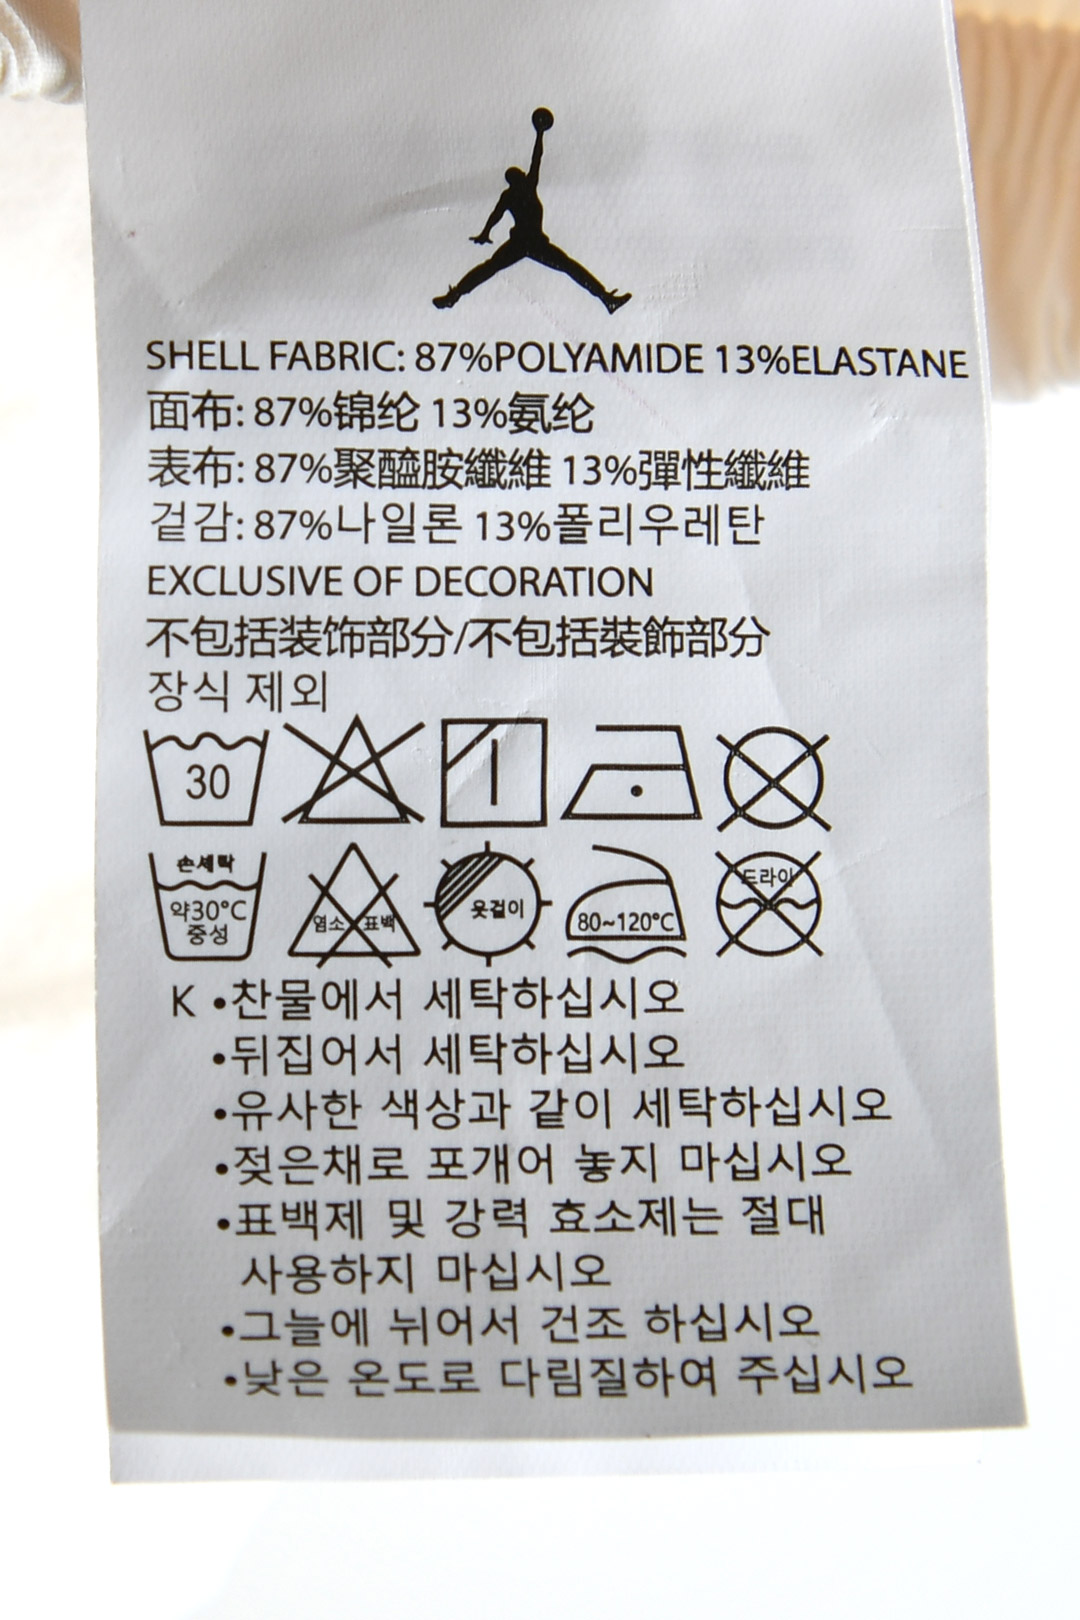 SHELL FABRIC: 87%POLYAMIDE 13%ELASTANE
面布: 87%锦纶 13%氨纶
表布: 87%聚醯胺纖維 13%彈性纖維
겉감: 87%나일론 13%폴리우레탄
EXCLUSIVE OF DECORATION
不包括装饰部分/不包括裝飾部分
장식 제외
30
손세탁
약30°C
중성
염소 표백
옷걸이
80~120°C
드라이
K •찬물에서 세탁하십시오
•뒤집어서 세탁하십시오
•유사한 색상과 같이 세탁하십시오
•젖은채로 포개어 놓지 마십시오
•표백제 및 강력 효소제는 절대
사용하지 마십시오
•그늘에 뉘어서 건조 하십시오
•낮은 온도로 다림질하여 주십시오